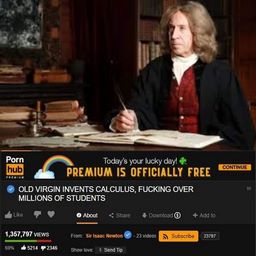 Porn
hub
PREMIUM
Today's your lucky day!
PREMIUM IS OFFICIALLY FREE
CONTINUE
OLD VIRGIN INVENTS CALCULUS, FUCKING OVER
MILLIONS OF STUDENTS
Like
About
Share
Download
Add to
1,357,797 VIEWS
From: Sir Isaac Newton - 23 videos
Subscribe
23797
69%
5214
2346
Show love:
Send Tip